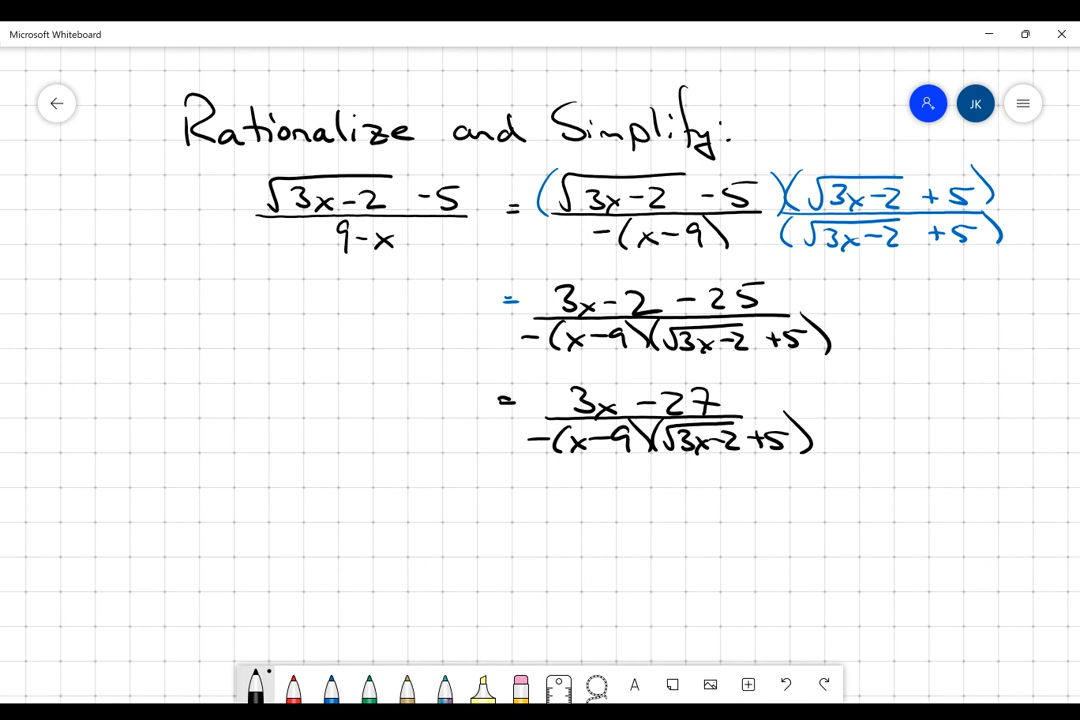 Microsoft Whiteboard
JK
Rationalize and Simplify:
(√(3x-2) -5)/(9-x) = ((√(3x-2) -5)/(-(x-9)))((√(3x-2) +5)/(√(3x-2) +5))
= (3x-2-25)/(-(x-9)(√(3x-2) +5))
= (3x-27)/(-(x-9)(√(3x-2) +5))
A